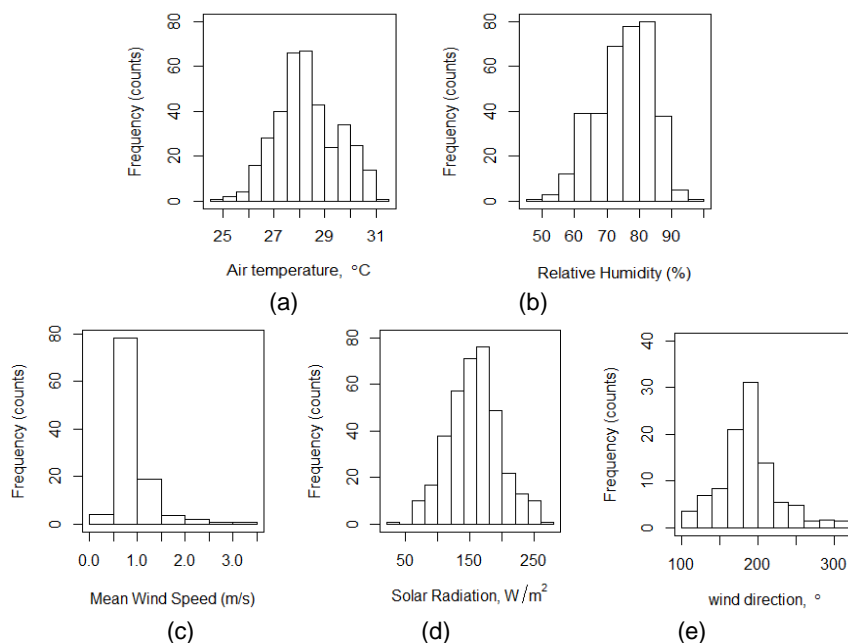 Frequency (counts)
0 20 40 60 80
25 27 29 31
Air temperature, °C
(a)
Frequency (counts)
0 20 40 60 80
50 60 70 80 90
Relative Humidity (%)
(b)
Frequency (counts)
0 20 40 60 80
0.0 1.0 2.0 3.0
Mean Wind Speed (m/s)
(c)
Frequency (counts)
0 20 40 60 80
50 150 250
Solar Radiation, W/m²
(d)
Frequency (counts)
0 10 20 30 40
100 200 300
wind direction, °
(e)